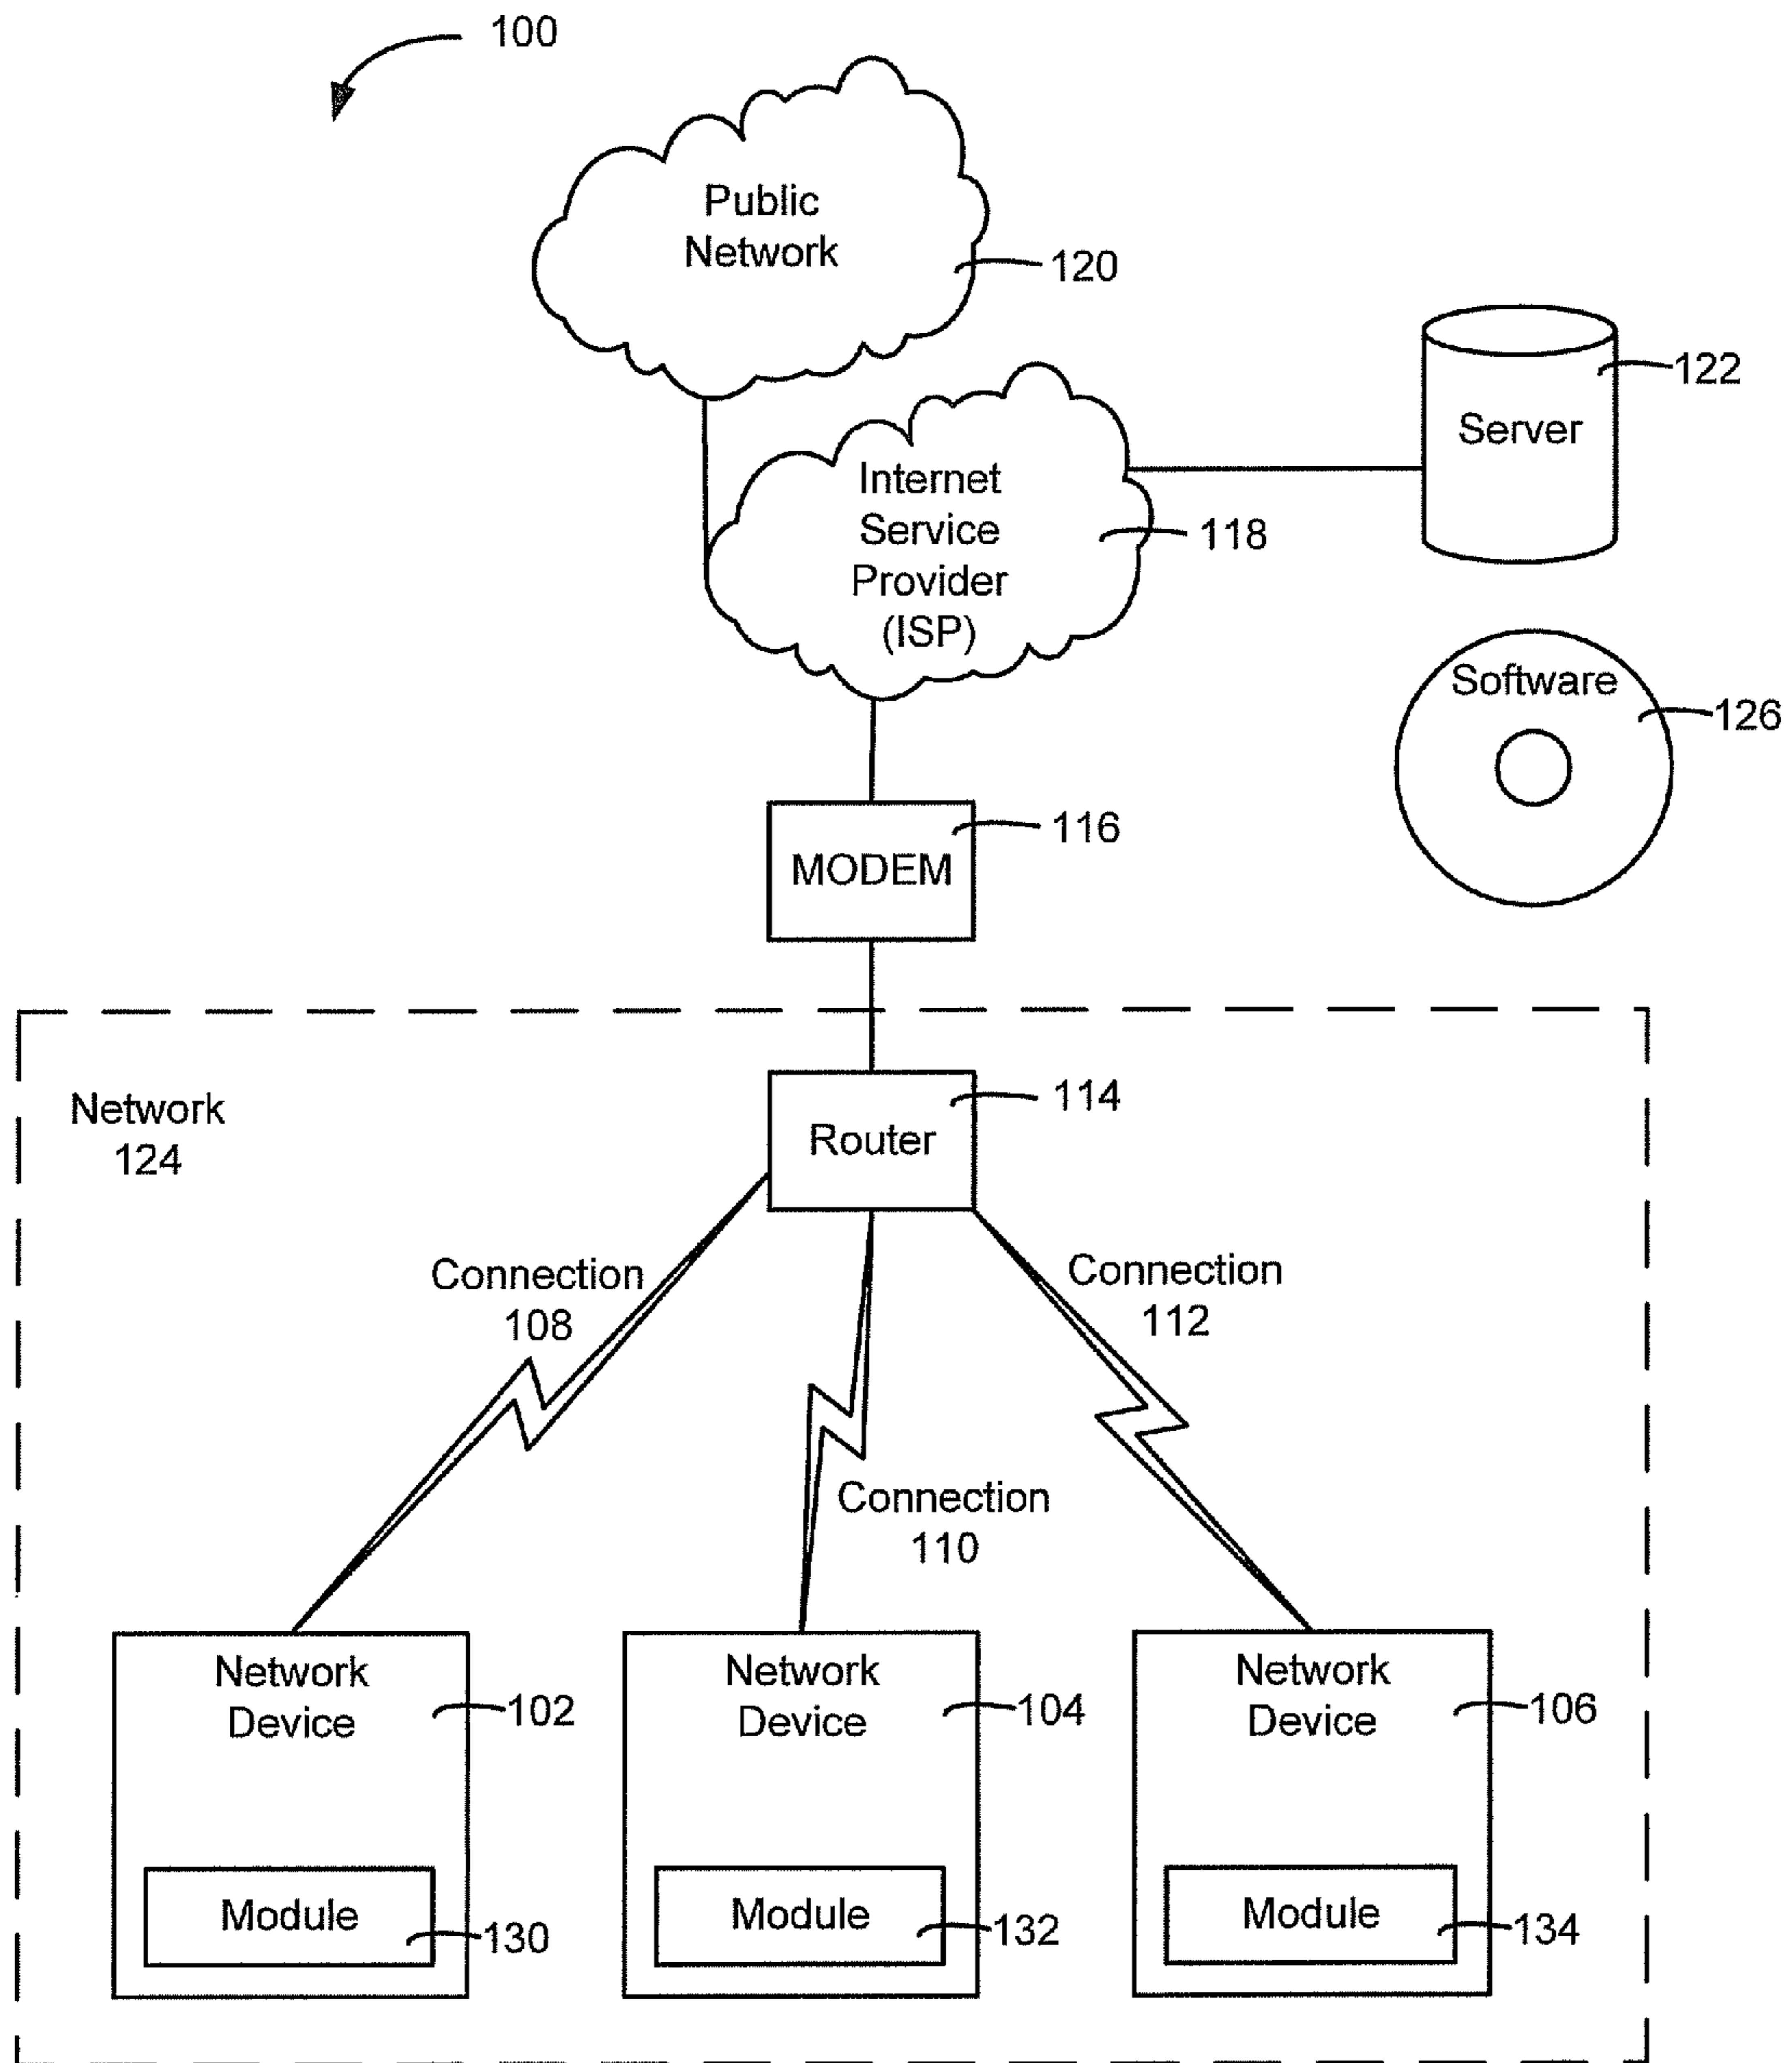 100
Public
Network
120
122
Server
Internet
Service
Provider
(ISP)
118
Software
126
116
MODEM
Network
124
114
Router
Connection
108
Connection
112
Connection
110
Network
Device
102
Network
Device
104
Network
Device
106
Module
130
Module
132
Module
134